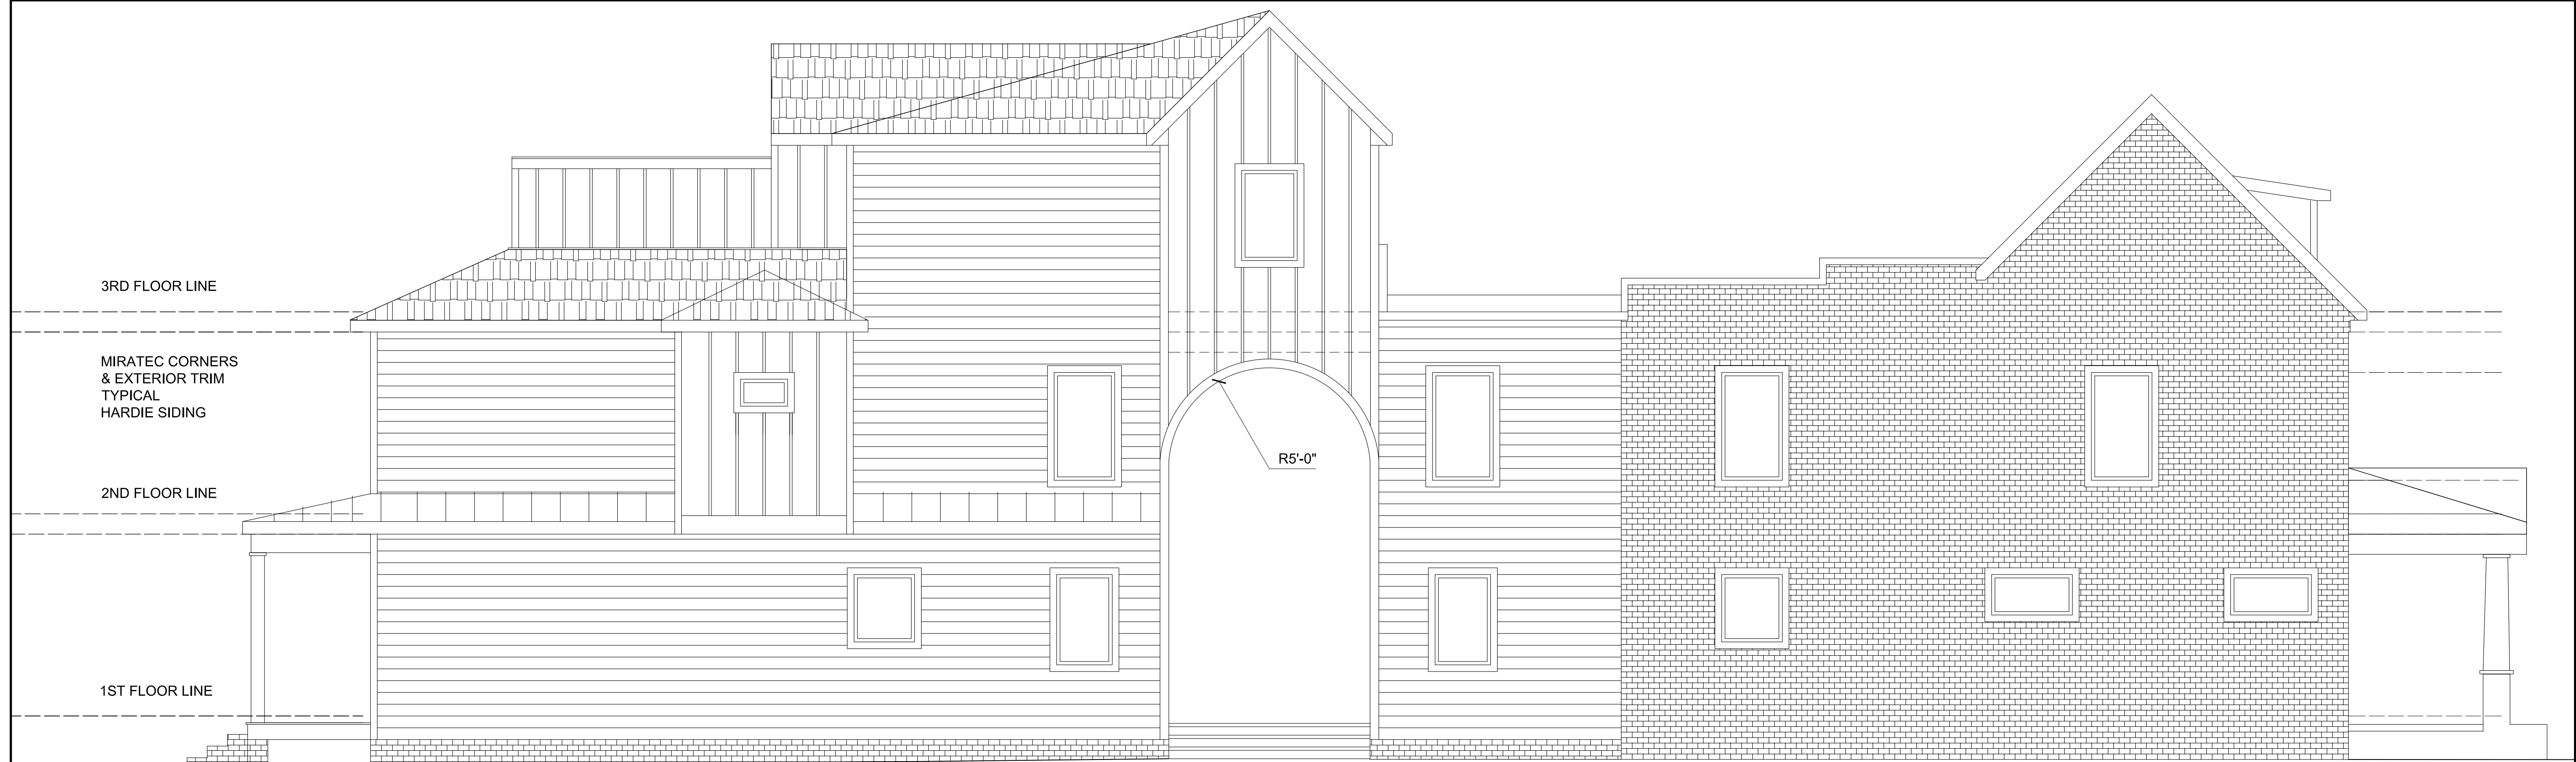 3RD FLOOR LINE
MIRATEC CORNERS
& EXTERIOR TRIM
TYPICAL
HARDIE SIDING
R5'-0"
2ND FLOOR LINE
1ST FLOOR LINE